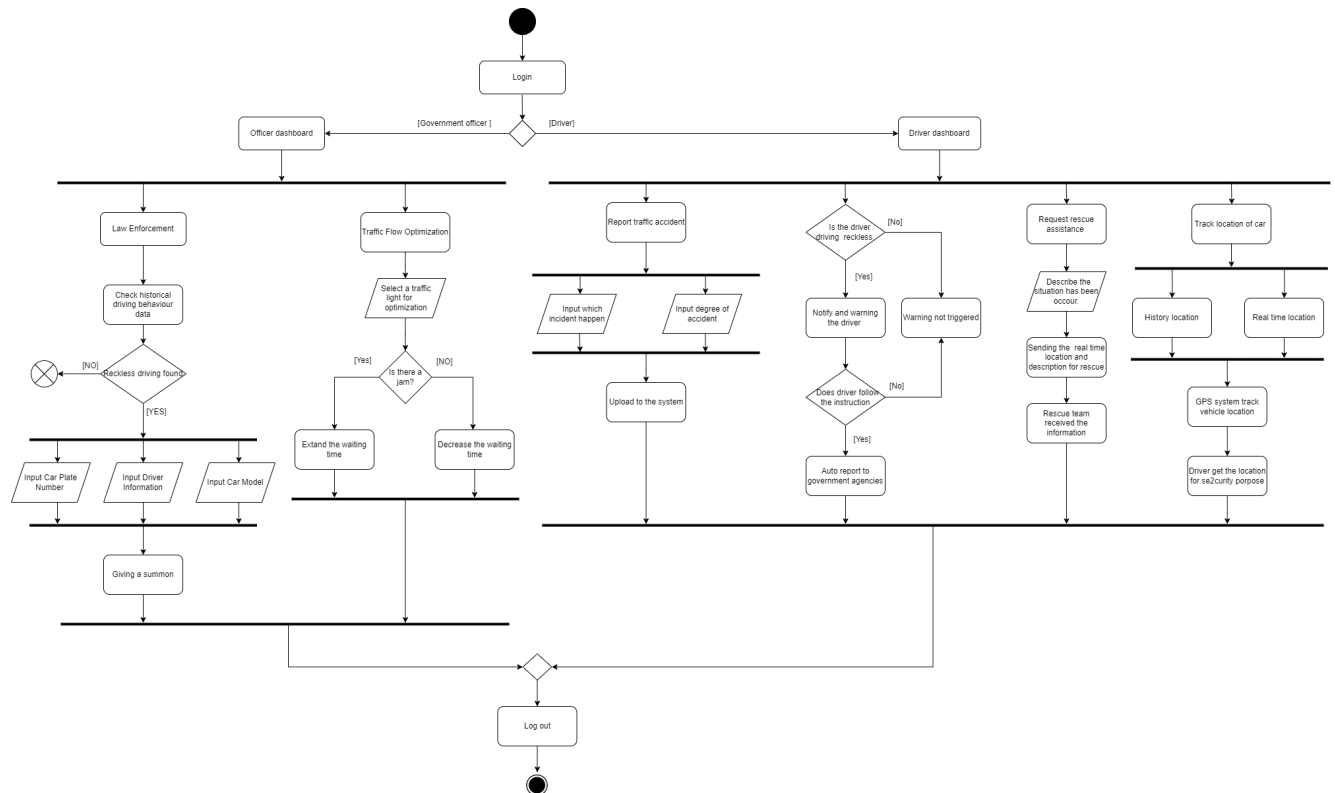 Login
[Government officer ]
[Driver]
Officer dashboard
Driver dashboard
Law Enforcement
Check historical
driving behaviour
data
[NO]
Reckless driving found
[YES]
Input Car Plate
Number
Input Driver
Information
Input Car Model
Giving a summon
Traffic Flow Optimization
Select a traffic
light for
optimization
[Yes]
[NO]
Is there a
jam?
Extand the waiting
time
Decrease the waiting
time
Report traffic accident
Input which
incident happen
Input degree of
accident
Upload to the system
Is the driver
driving reckless
[No]
[Yes]
Notify and warning
the driver
Warning not triggered
Does driver follow
the instruction
[No]
[Yes]
Auto report to
government agencies
Request rescue
assistance
Describe the
situation has been
occur.
Sending the real time
location and
description for rescue
Rescue team
received the
information
Track location of car
History location
Real time location
GPS system track
vehicle location
Driver get the location
for se2curity porpose
Log out